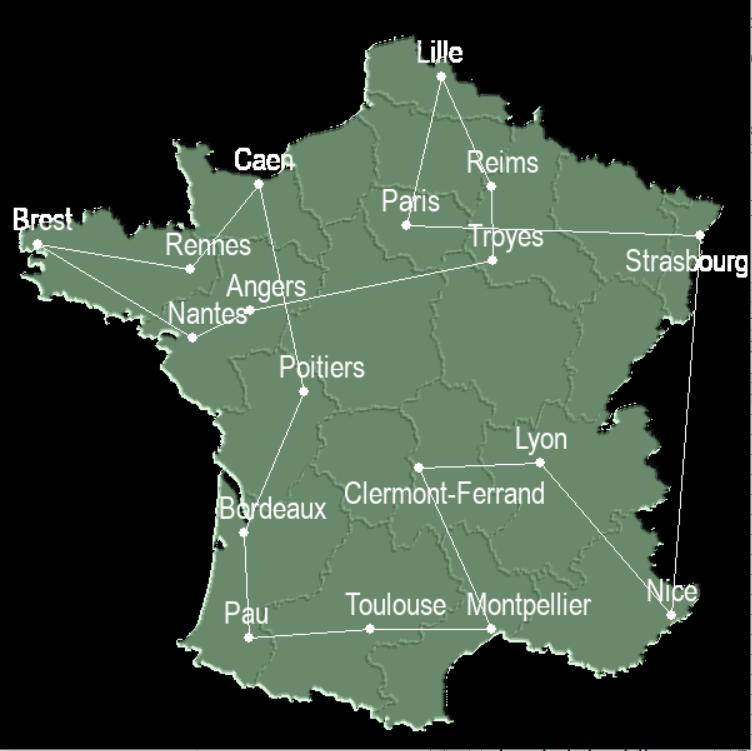 Lille
Caen
Reims
Paris
Brest
Rennes
Troyes
Strasbourg
Angers
Nantes
Poitiers
Lyon
Clermont-Ferrand
Bordeaux
Nice
Pau
Toulouse
Montpellier